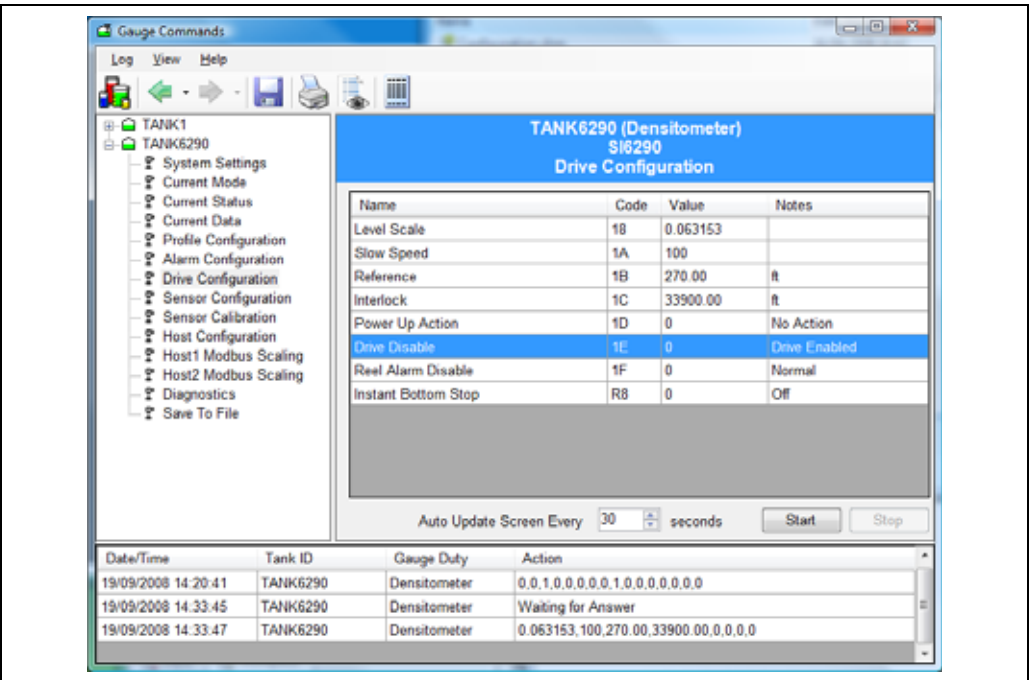 Gauge Commands
Log View Help
TANK1
TANK6290
System Settings
Current Mode
Current Status
Current Data
Profile Configuration
Alarm Configuration
Drive Configuration
Sensor Configuration
Sensor Calibration
Host Configuration
Host1 Modbus Scaling
Host2 Modbus Scaling
Diagnostics
Save To File
TANK6290 (Densitometer)
SI6290
Drive Configuration
Name Code Value Notes
Level Scale 18 0.063153
Slow Speed 1A 100
Reference 1B 270.00 ft
Interlock 1C 33900.00 ft
Power Up Action 1D 0 No Action
Drive Disable 1E 0 Drive Enabled
Reel Alarm Disable 1F 0 Normal
Instant Bottom Stop R8 0 Off
Auto Update Screen Every 30 seconds Start Stop
Date/Time Tank ID Gauge Duty Action
19/09/2008 14:20:41 TANK6290 Densitometer 0,0,1,0,0,0,0,0,1,0,0,0,0,0,0,0
19/09/2008 14:33:45 TANK6290 Densitometer Waiting for Answer
19/09/2008 14:33:47 TANK6290 Densitometer 0.063153,100,270.00,33900.00,0,0,0,0